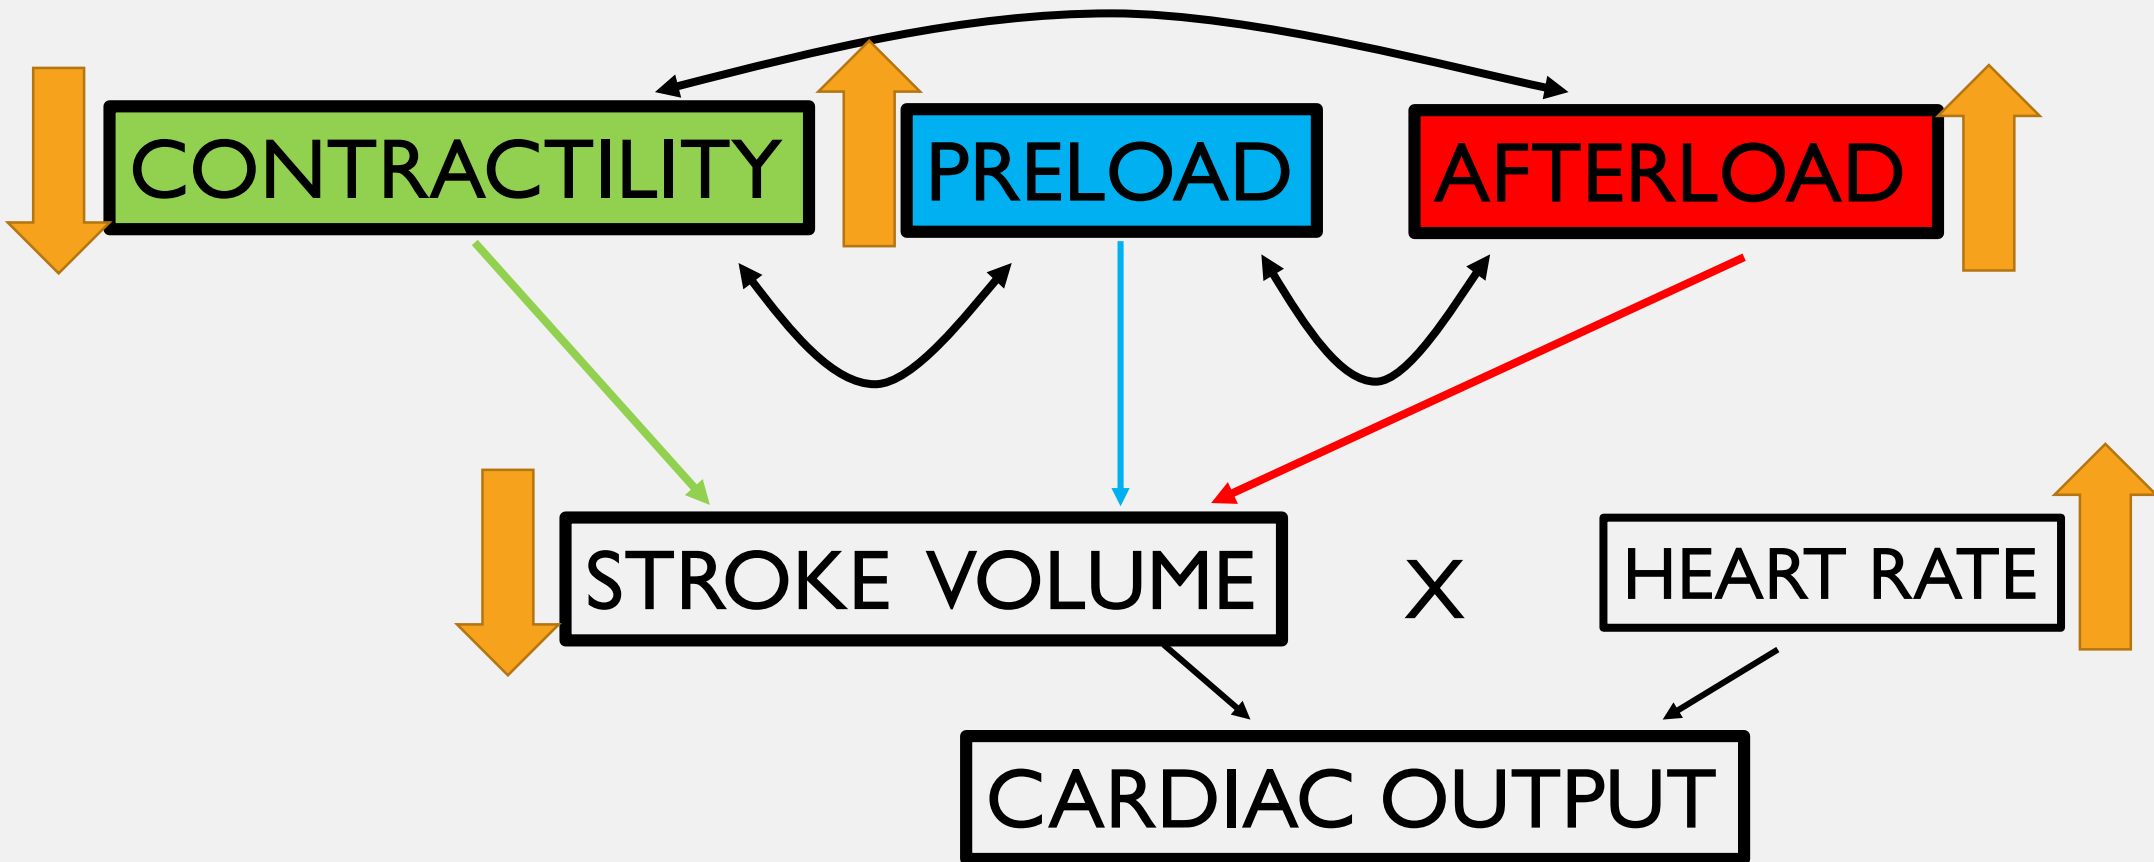 CONTRACTILITY
PRELOAD
AFTERLOAD
STROKE VOLUME
X
HEART RATE
CARDIAC OUTPUT